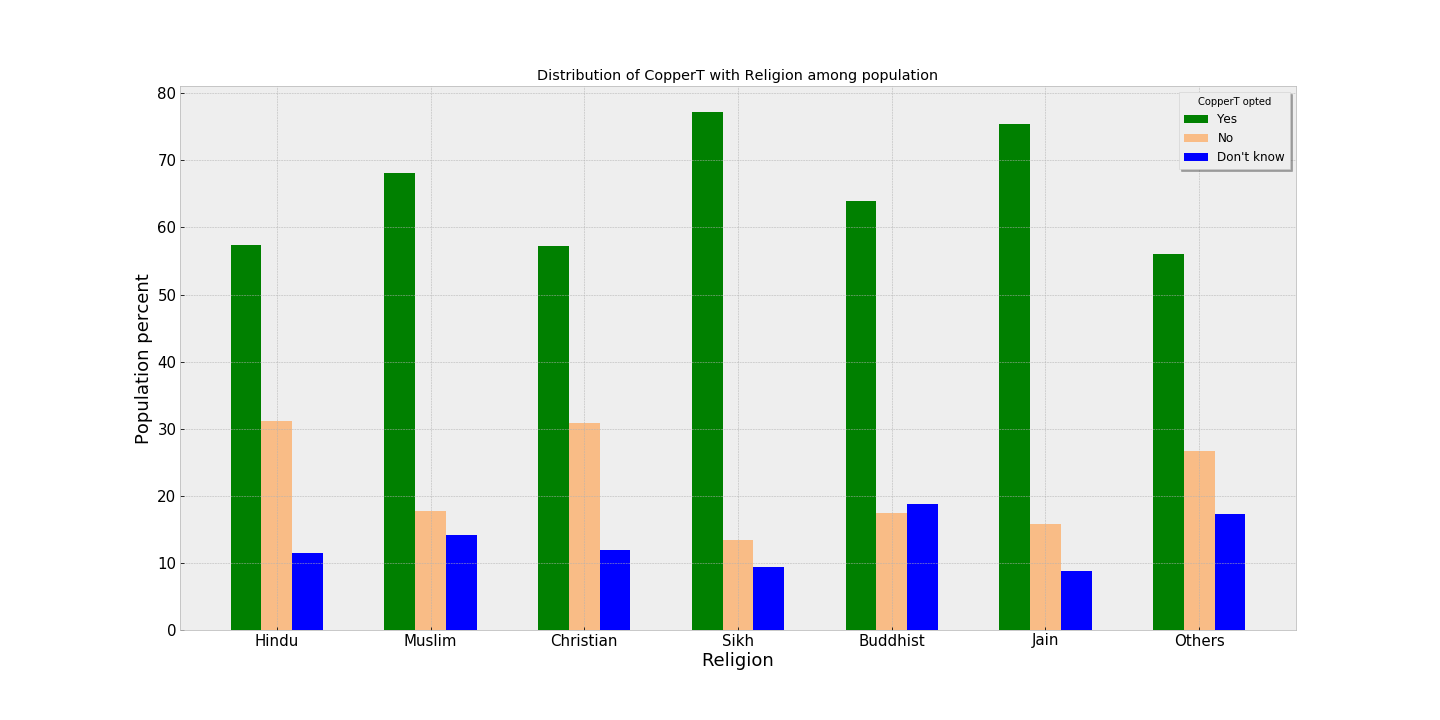 Distribution of CopperT with Religion among population
CopperT opted
Yes
No
Don't know
Population percent
80
70
60
50
40
30
20
10
0
Hindu Muslim Christian Sikh Buddhist Jain Others
Religion